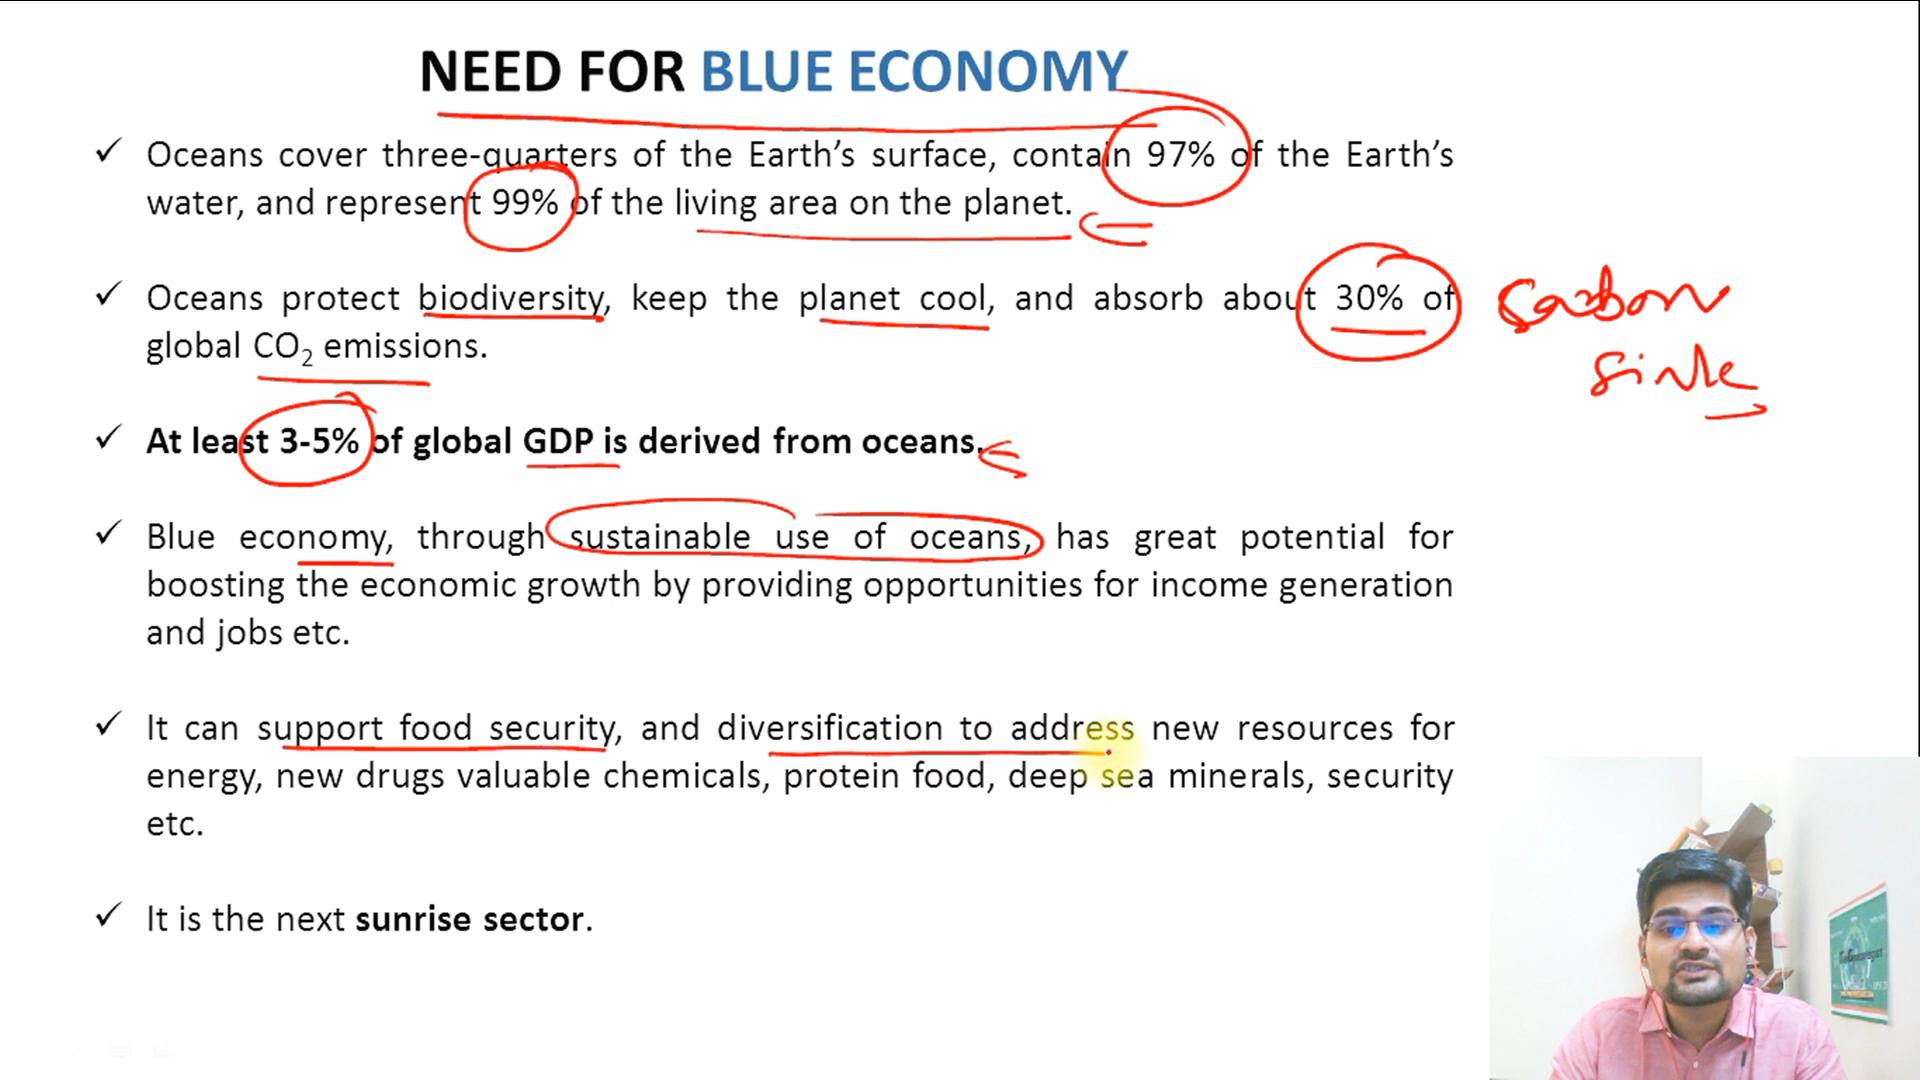 NEED FOR BLUE ECONOMY
✓ Oceans cover three-quarters of the Earth's surface, contain 97% of the Earth's
water, and represent 99% of the living area on the planet.
✓ Oceans protect biodiversity, keep the planet cool, and absorb about 30% of
global CO₂ emissions.
Carbon
Sink
✓ At least 3-5% of global GDP is derived from oceans.
✓ Blue economy, through sustainable use of oceans, has great potential for
boosting the economic growth by providing opportunities for income generation
and jobs etc.
✓ It can support food security, and diversification to address new resources for
energy, new drugs valuable chemicals, protein food, deep sea minerals, security
etc.
✓ It is the next sunrise sector.